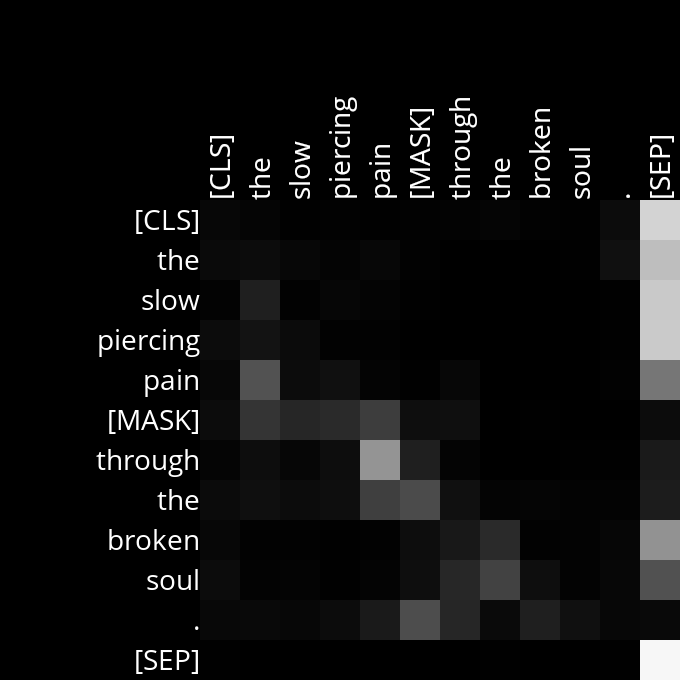 [CLS] the slow piercing pain [MASK] through the broken soul . [SEP]
[CLS]
the
slow
piercing
pain
[MASK]
through
the
broken
soul
.
[SEP]